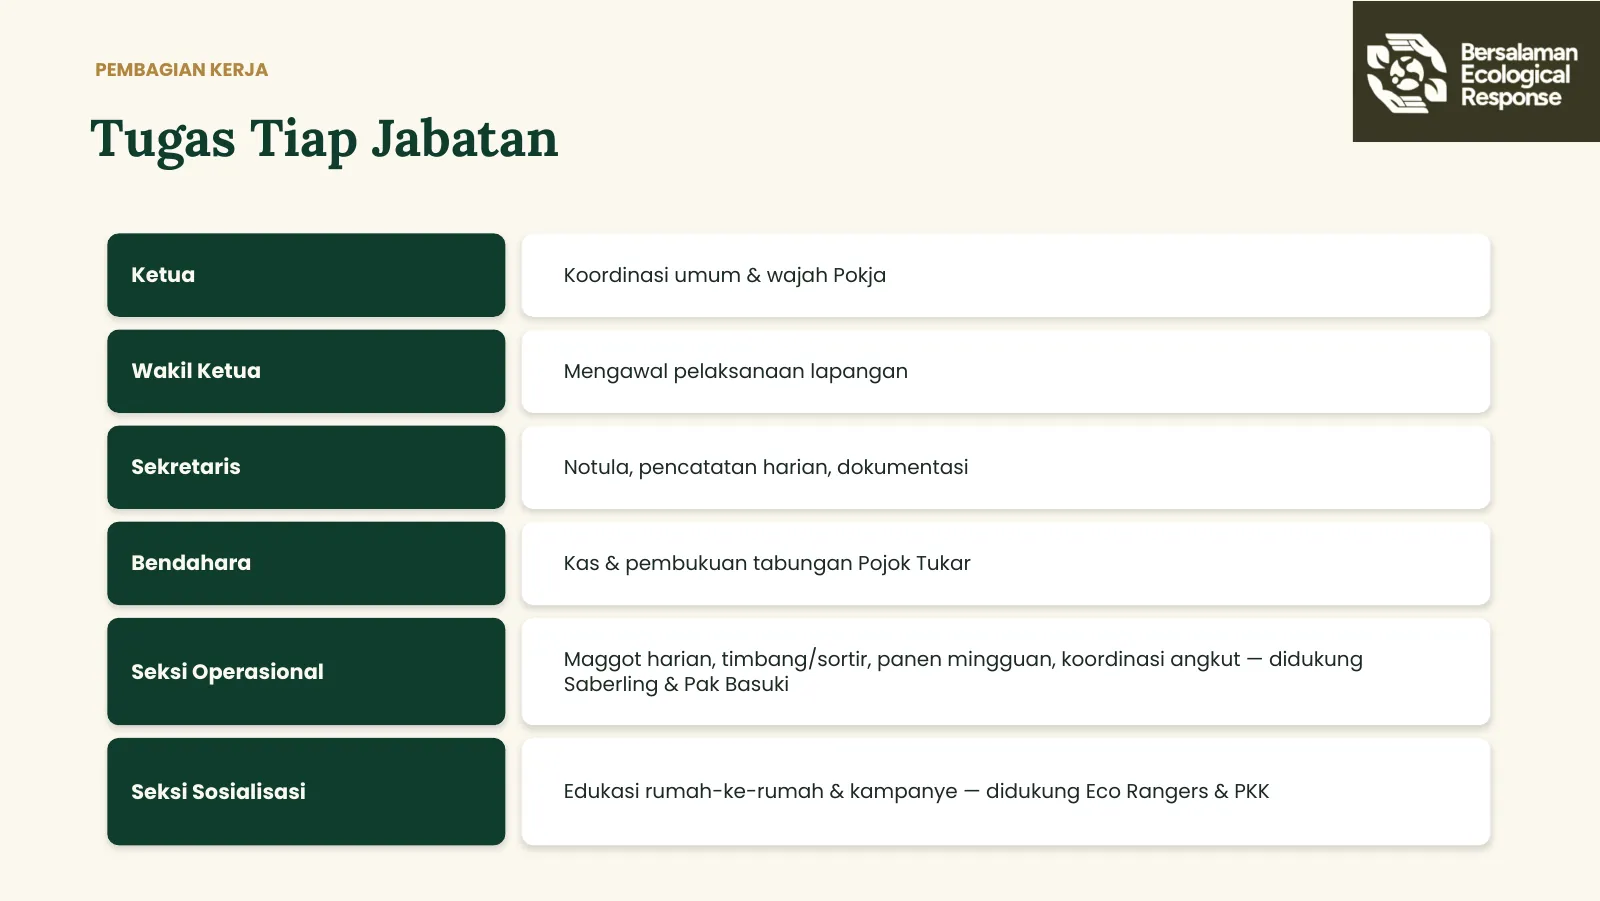 PEMBAGIAN KERJA
Tugas Tiap Jabatan
Bersalaman
Ecological
Response
Ketua
Koordinasi umum & wajah Pokja
Wakil Ketua
Mengawal pelaksanaan lapangan
Sekretaris
Notula, pencatatan harian, dokumentasi
Bendahara
Kas & pembukuan tabungan Pojok Tukar
Seksi Operasional
Maggot harian, timbang/sortir, panen mingguan, koordinasi angkut — didukung
Saberling & Pak Basuki
Seksi Sosialisasi
Edukasi rumah-ke-rumah & kampanye — didukung Eco Rangers & PKK